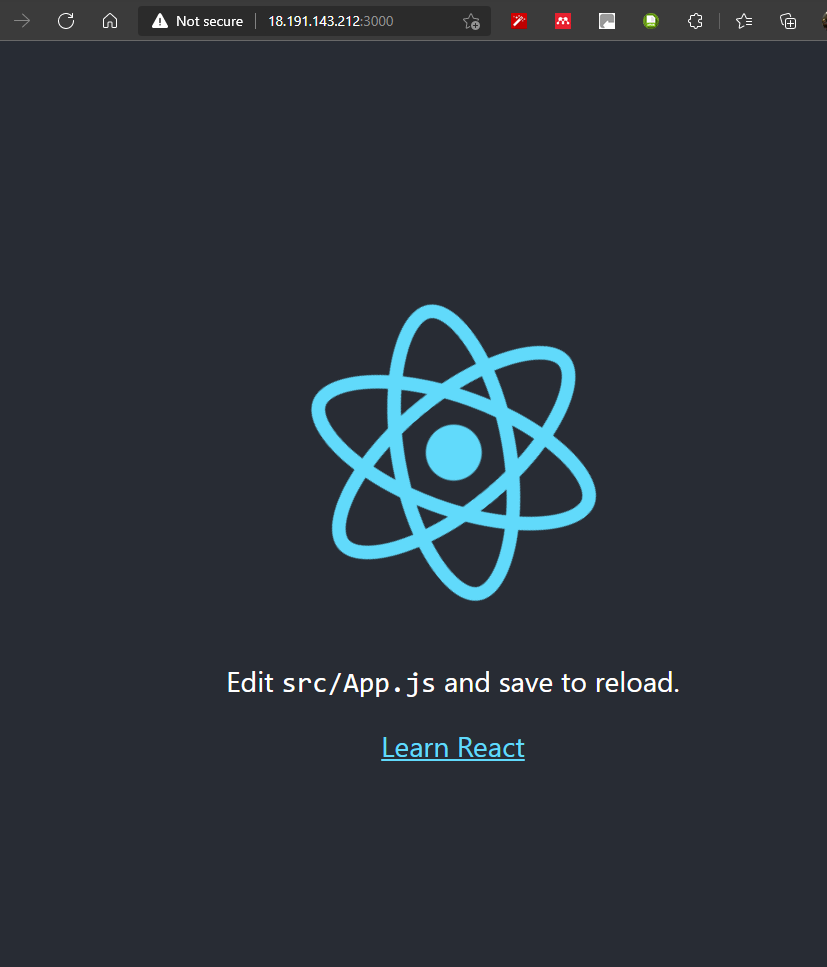 Not secure 18.191.143.212:3000
Edit src/App.js and save to reload.
Learn React